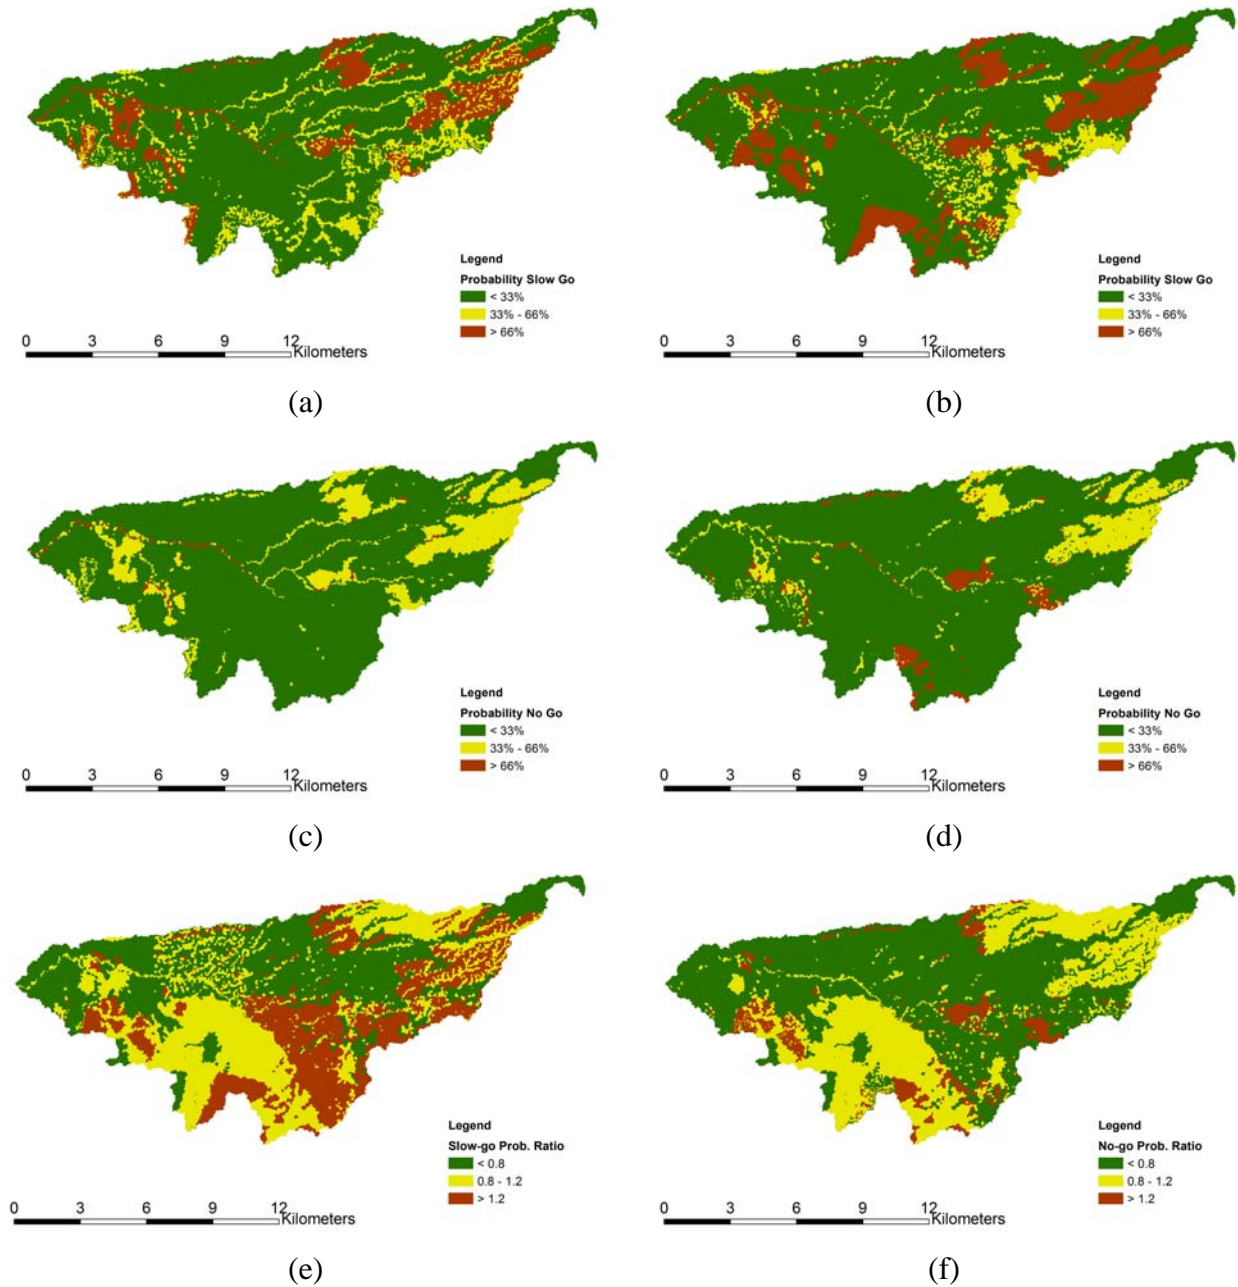 Legend
Probability Slow Go
< 33%
33% - 66%
> 66%
0 3 6 9 12
Kilometers
(a)
Legend
Probability Slow Go
< 33%
33% - 66%
> 66%
0 3 6 9 12
Kilometers
(b)
Legend
Probability No Go
< 33%
33% - 66%
> 66%
0 3 6 9 12
Kilometers
(c)
Legend
Probability No Go
< 33%
33% - 66%
> 66%
0 3 6 9 12
Kilometers
(d)
Legend
Slow-go Prob. Ratio
< 0.8
0.8 - 1.2
> 1.2
0 3 6 9 12
Kilometers
(e)
Legend
No-go Prob. Ratio
< 0.8
0.8 - 1.2
> 1.2
0 3 6 9 12
Kilometers
(f)